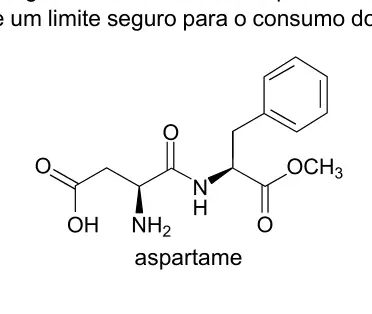 e um limite seguro para o consumo do
O
O
OCH3
N
H
OH
NH2
O
aspartame